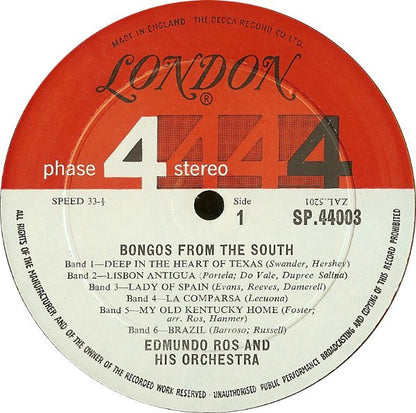 MADE IN ENGLAND · THE DECCA RECORD CO. LTD.
LONDON
®
phase 4 stereo
4 4 4
SPEED 33-⅓
Side
1
ZAL.5201
SP.44003
BONGOS FROM THE SOUTH
Band 1—DEEP IN THE HEART OF TEXAS (Swander, Hershey)
Band 2—LISBON ANTIGUA (Portela; Do Vale, Dupree Salina)
Band 3—LADY OF SPAIN (Evans, Reeves, Damerell)
Band 4—LA COMPARSA (Lecuona)
Band 5—MY OLD KENTUCKY HOME (Foster;
arr. Ros, Hanmer)
Band 6—BRAZIL (Barroso; Russell)
EDMUNDO ROS AND
HIS ORCHESTRA
ALL RIGHTS OF THE MANUFACTURER AND OF THE OWNER OF THE RECORDED WORK RESERVED · UNAUTHORISED PUBLIC PERFORMANCE BROADCASTING AND COPYING OF THIS RECORD PROHIBITED